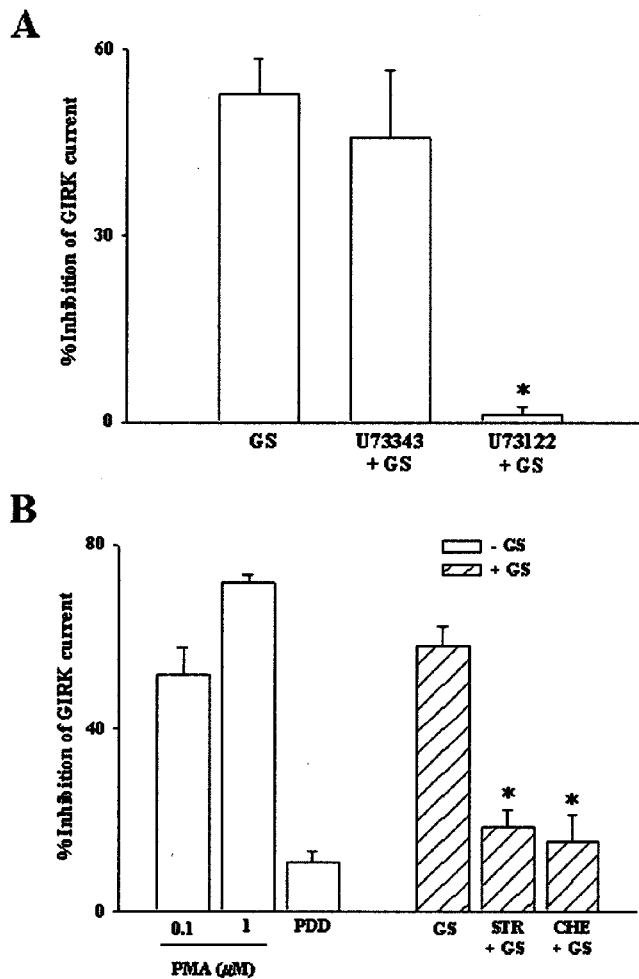 A
60
30
0
%Inhibition of GIRK current
GS
U73343
+ GS
*
U73122
+ GS
B
80
40
0
%Inhibition of GIRK current
- GS
+ GS
0.1
1
PMA (μM)
PDD
GS
*
STR
+ GS
*
CHE
+ GS